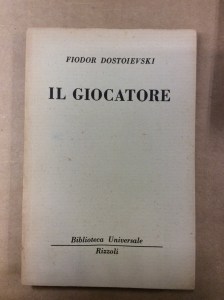 FIODOR DOSTOIEVSKI
IL GIOCATORE
Biblioteca Universale
Rizzoli